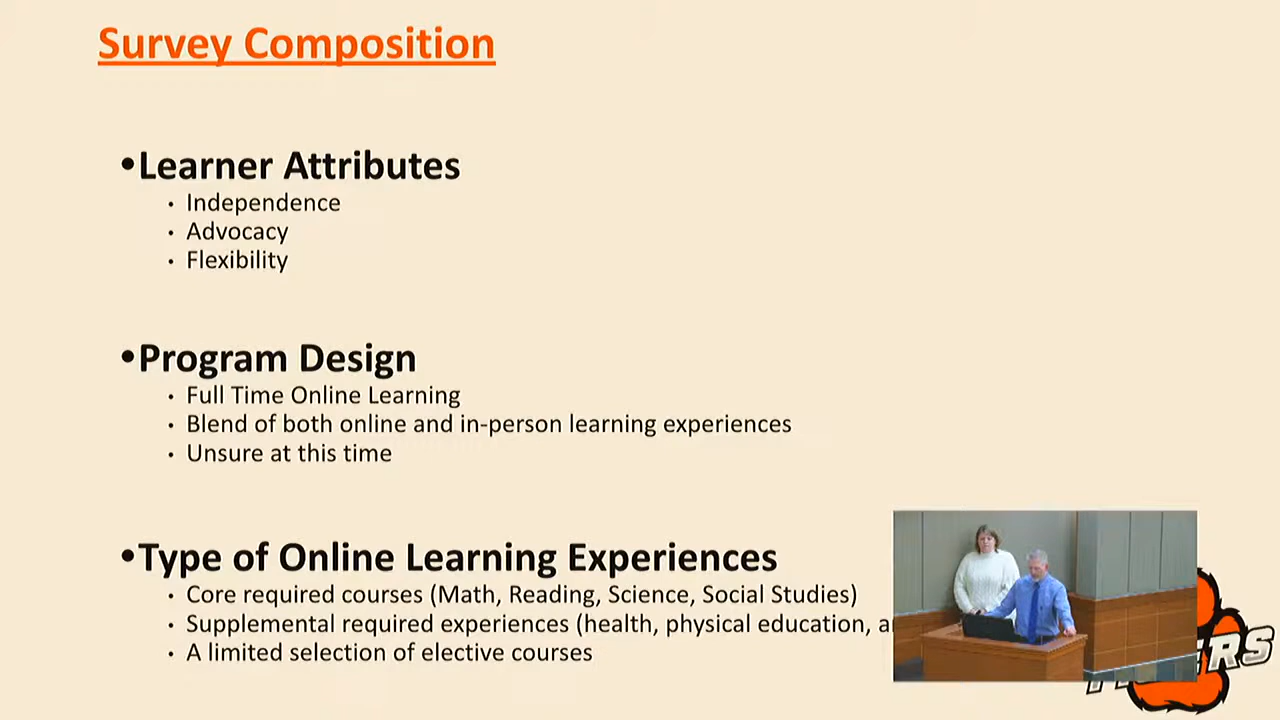 Survey Composition
•Learner Attributes
• Independence
• Advocacy
• Flexibility
•Program Design
• Full Time Online Learning
• Blend of both online and in-person learning experiences
• Unsure at this time
•Type of Online Learning Experiences
• Core required courses (Math, Reading, Science, Social Studies)
• Supplemental required experiences (health, physical education,
• A limited selection of elective courses